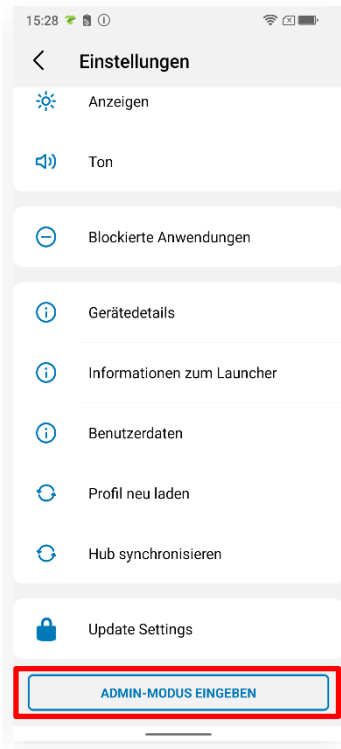 15:28
Einstellungen
Anzeigen
Ton
Blockierte Anwendungen
Gerätedetails
Informationen zum Launcher
Benutzerdaten
Profil neu laden
Hub synchronisieren
Update Settings
ADMIN-MODUS EINGEBEN